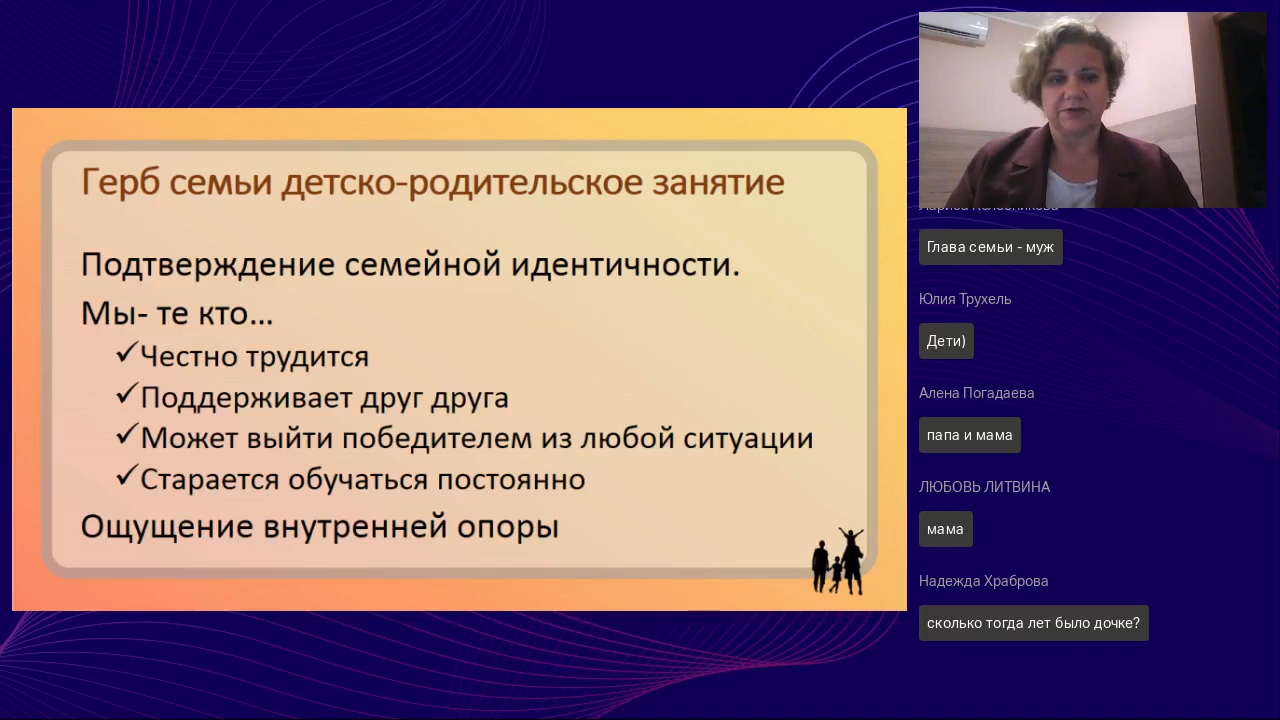 Герб семьи детско-родительское занятие
Подтверждение семейной идентичности.
Мы- те кто...
✓Честно трудится
✓Поддерживает друг друга
✓Может выйти победителем из любой ситуации
✓Старается обучаться постоянно
Ощущение внутренней опоры
Глава семьи - муж
Юлия Трухель
Дети)
Алена Погадаева
папа и мама
ЛЮБОВЬ ЛИТВИНА
мама
Надежда Храброва
сколько тогда лет было дочке?